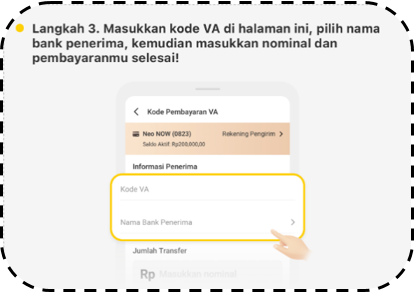 Langkah 3. Masukkan kode VA di halaman ini, pilih nama
bank penerima, kemudian masukkan nominal dan
pembayaranmu selesai!
Kode Pembayaran VA
Neo NOW (0823)
Rekening Pengirim
Saldo Aktif: Rp200,000,00
Informasi Penerima
Kode VA
Nama Bank Penerima
Jumlah Transfer
Rp Masukkan nominal